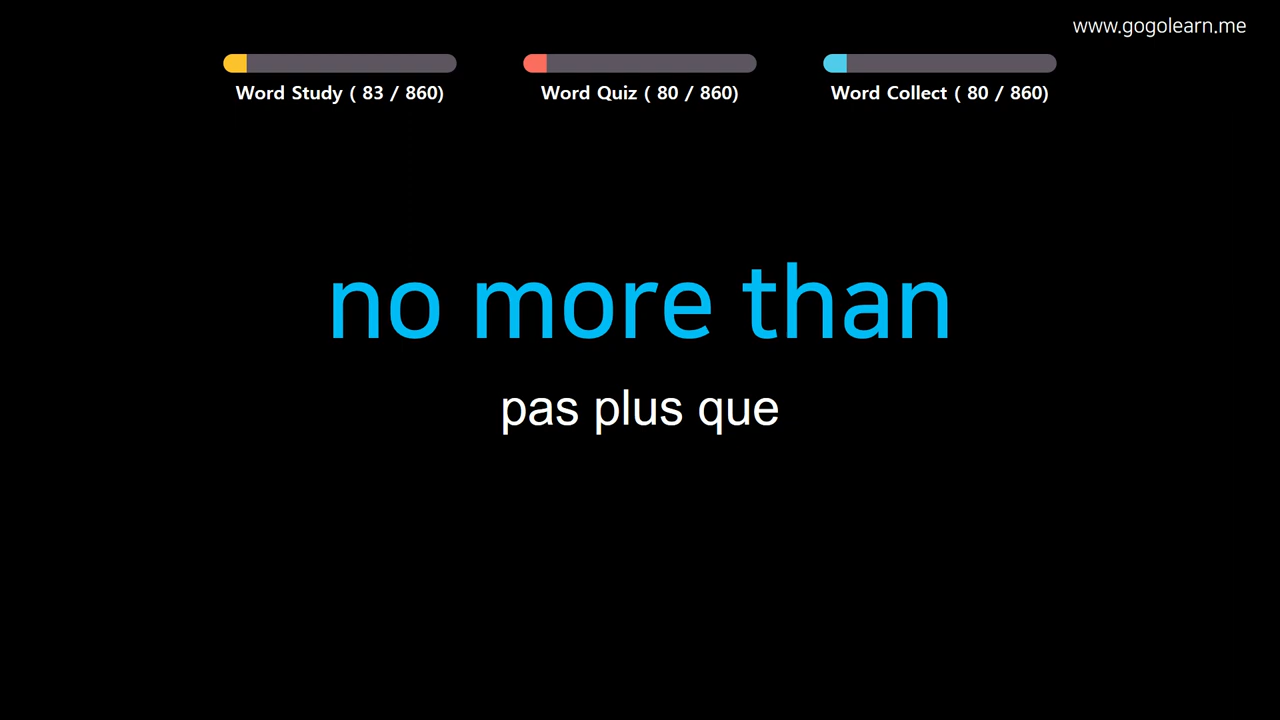 www.gogolearn.me
Word Study ( 83 / 860)
Word Quiz ( 80 / 860)
Word Collect ( 80 / 860)
no more than
pas plus que